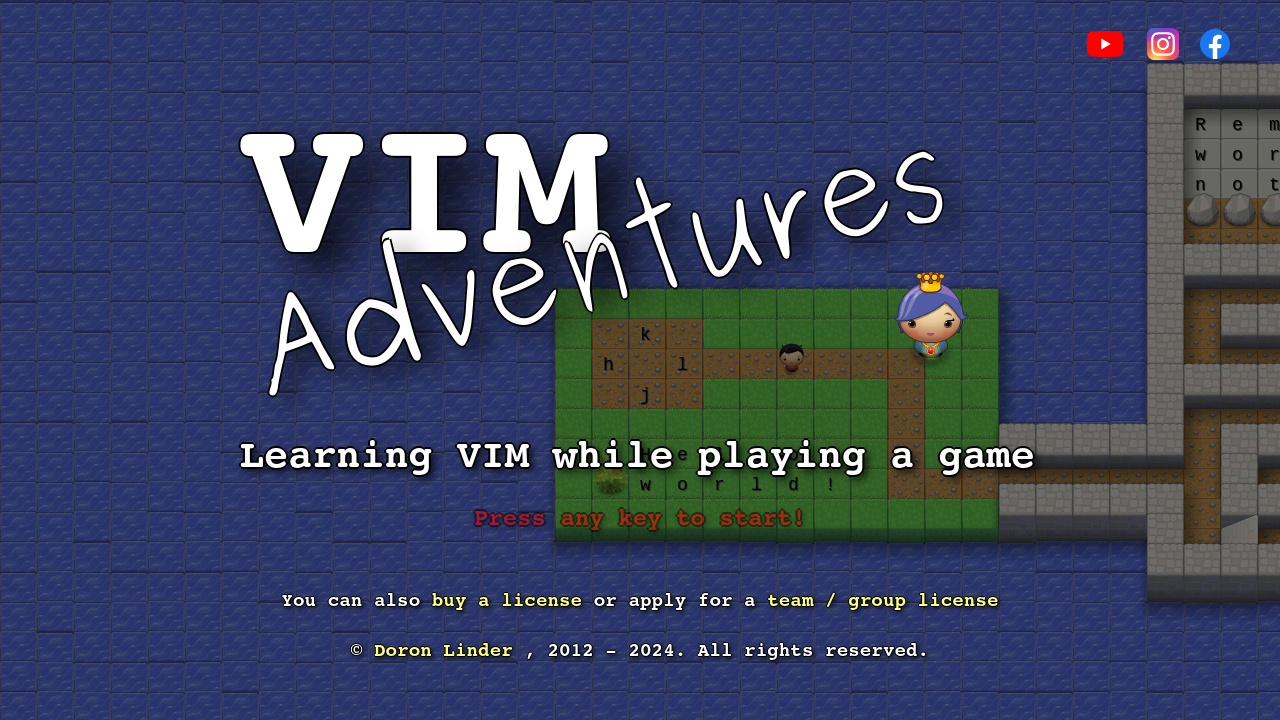 VIM
Adventures
R e m
w o r
n o t
k
h l
j
Learning VIM while playing a game
w o r l d !
Press any key to start!
You can also buy a license or apply for a team / group license
© Doron Linder , 2012 - 2024. All rights reserved.